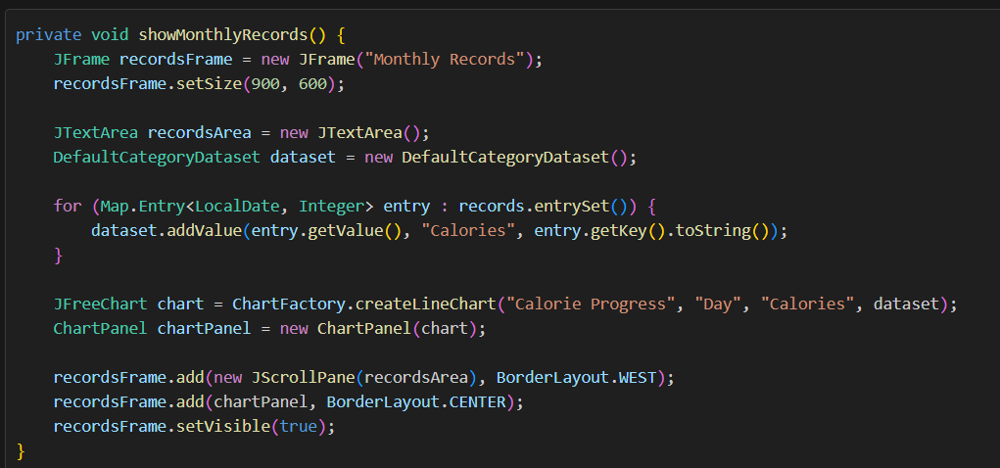 private void showMonthlyRecords() {
    JFrame recordsFrame = new JFrame("Monthly Records");
    recordsFrame.setSize(900, 600);

    JTextArea recordsArea = new JTextArea();
    DefaultCategoryDataset dataset = new DefaultCategoryDataset();

    for (Map.Entry<LocalDate, Integer> entry : records.entrySet()) {
        dataset.addValue(entry.getValue(), "Calories", entry.getKey().toString());
    }

    JFreeChart chart = ChartFactory.createLineChart("Calorie Progress", "Day", "Calories", dataset);
    ChartPanel chartPanel = new ChartPanel(chart);

    recordsFrame.add(new JScrollPane(recordsArea), BorderLayout.WEST);
    recordsFrame.add(chartPanel, BorderLayout.CENTER);
    recordsFrame.setVisible(true);
}